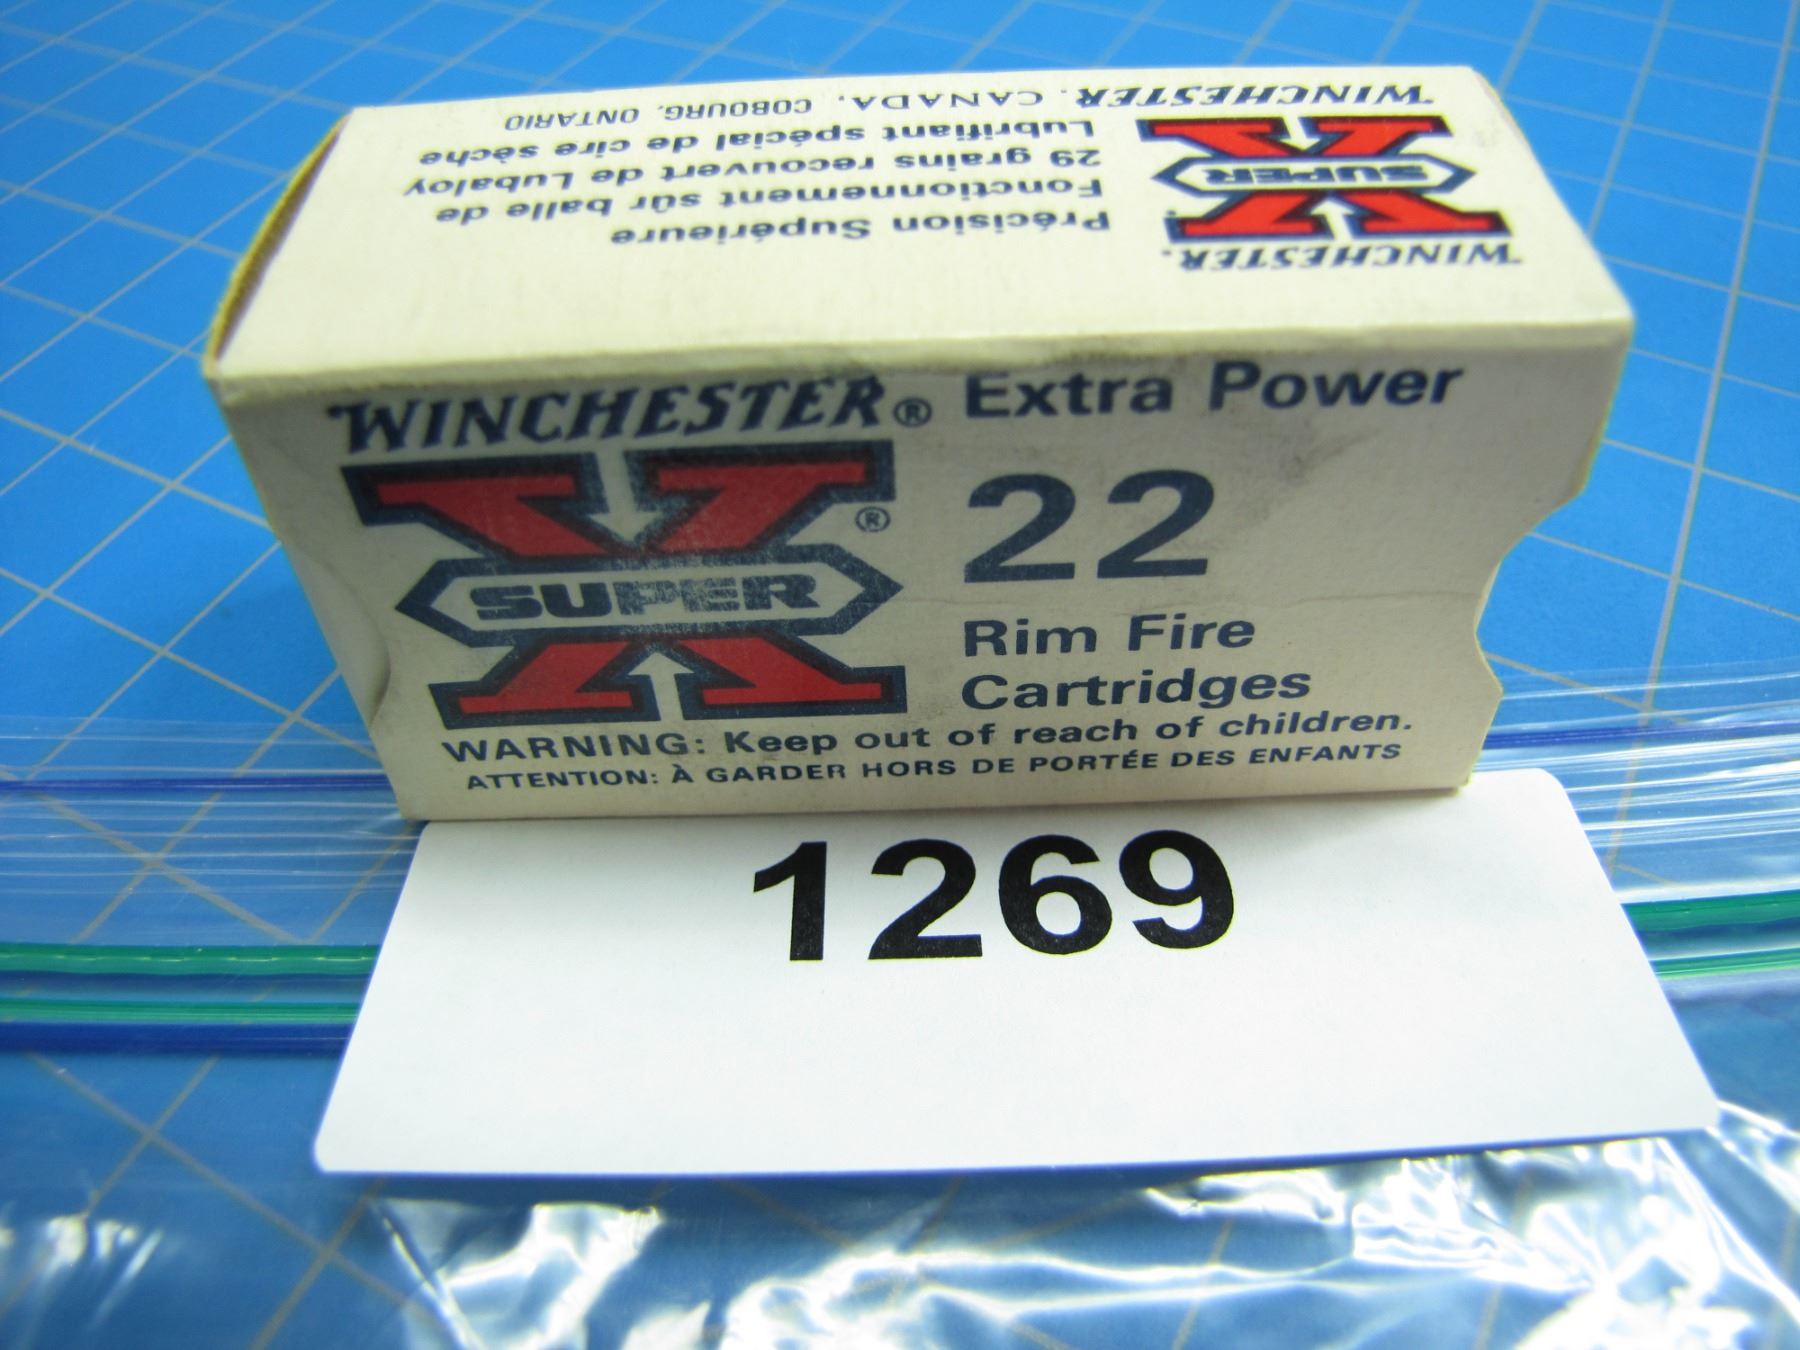 WINCHESTER. CANADA, COBOURG, ONTARIO
Lubrifiant spécial de cire sèche
29 grains recouvert de Lubaloy
Fonctionnement sûr balle de
Précision Supérieure
SUPER X
WINCHESTER.
WINCHESTER® Extra Power
SUPER X ®
22
Rim Fire
Cartridges
WARNING: Keep out of reach of children.
ATTENTION: À GARDER HORS DE PORTÉE DES ENFANTS
1269